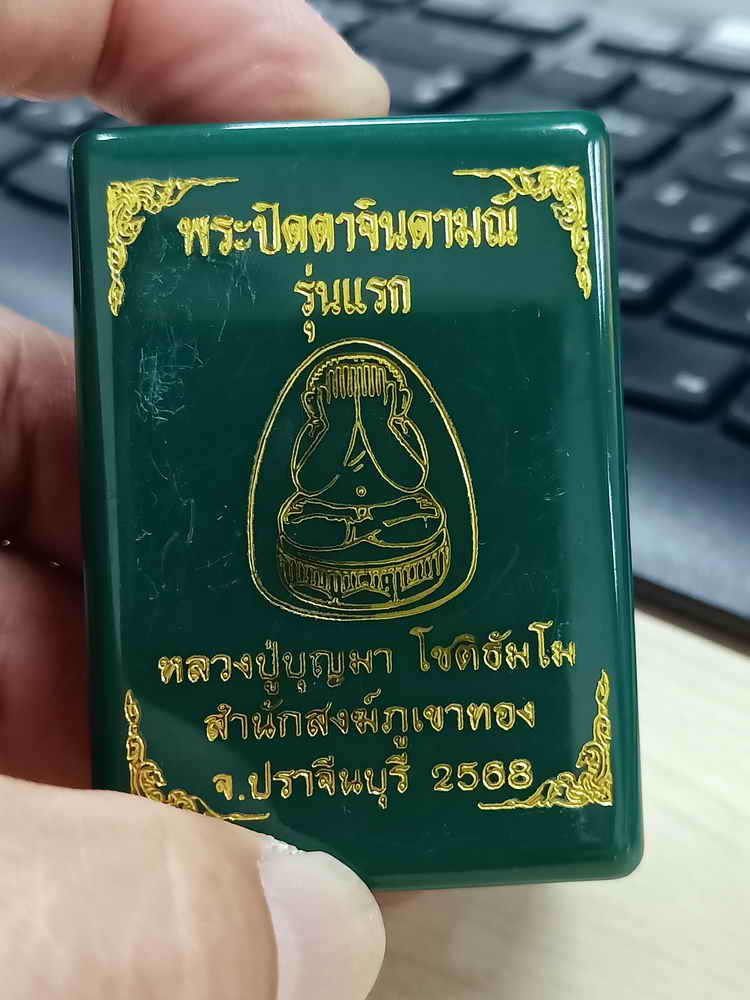 พระปิดตาจินดามณี
รุ่นแรก
หลวงปู่บุญมา โชติธัมโม
สำนักสงฆ์ภูเขาทอง
จ.ปราจีนบุรี 2568